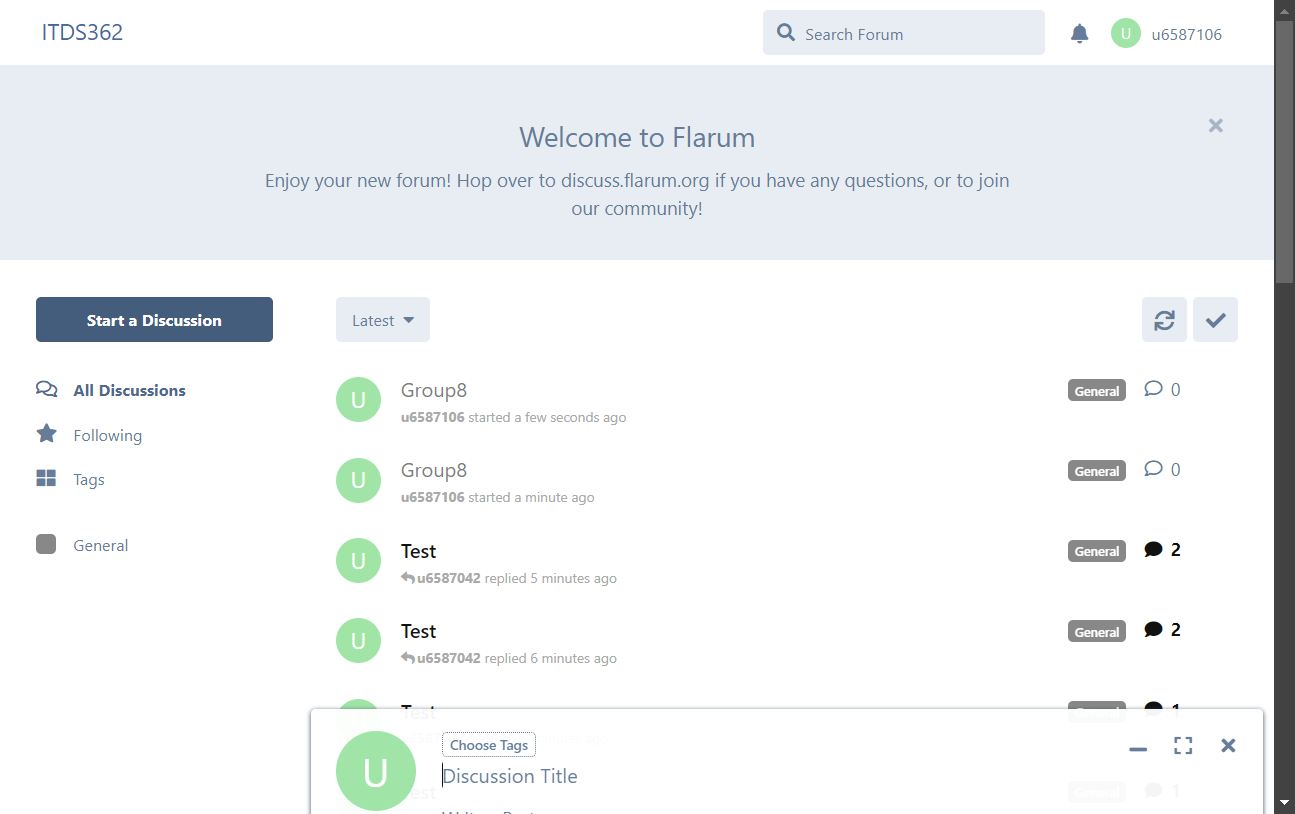 ITDS362
Search Forum
U
u6587106
Welcome to Flarum
Enjoy your new forum! Hop over to discuss.flarum.org if you have any questions, or to join
our community!
Start a Discussion
Latest
All Discussions
Following
Tags
General
U
Group8
General
0
u6587106 started a few seconds ago
U
Group8
General
0
u6587106 started a minute ago
U
Test
General
2
u6587042 replied 5 minutes ago
U
Test
General
2
u6587042 replied 6 minutes ago
Test
General
1
Choose Tags
U
Discussion Title
Test
General
1